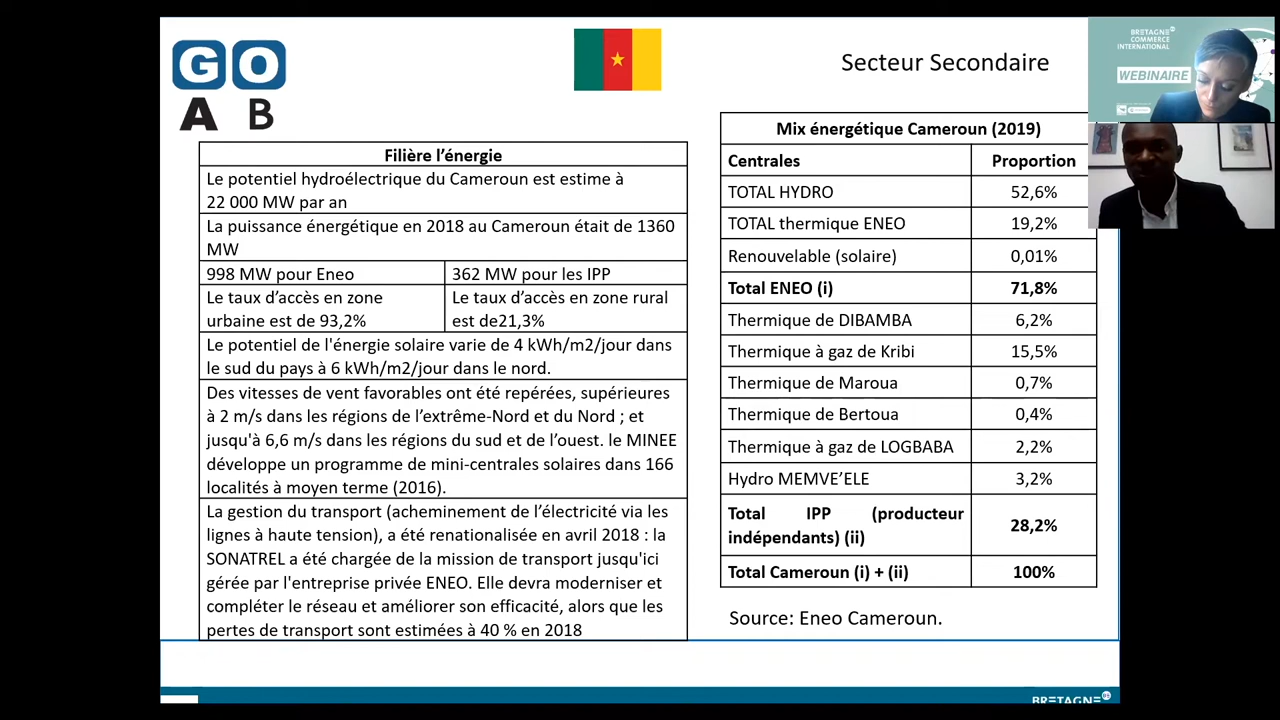 GO
A B
Secteur Secondaire
BRETAGNE
COMMERCE
INTERNATIONAL
WEBINAIRE
Filière l’énergie
Le potentiel hydroélectrique du Cameroun est estime à
22 000 MW par an
La puissance énergétique en 2018 au Cameroun était de 1360
MW
998 MW pour Eneo
362 MW pour les IPP
Le taux d’accès en zone
urbaine est de 93,2%
Le taux d’accès en zone rural
est de21,3%
Le potentiel de l'énergie solaire varie de 4 kWh/m2/jour dans
le sud du pays à 6 kWh/m2/jour dans le nord.
Des vitesses de vent favorables ont été repérées, supérieures
à 2 m/s dans les régions de l’extrême-Nord et du Nord ; et
jusqu'à 6,6 m/s dans les régions du sud et de l’ouest. le MINEE
développe un programme de mini-centrales solaires dans 166
localités à moyen terme (2016).
La gestion du transport (acheminement de l’électricité via les
lignes à haute tension), a été renationalisée en avril 2018 : la
SONATREL a été chargée de la mission de transport jusqu'ici
gérée par l'entreprise privée ENEO. Elle devra moderniser et
compléter le réseau et améliorer son efficacité, alors que les
pertes de transport sont estimées à 40 % en 2018
Mix énergétique Cameroun (2019)
Centrales Proportion
TOTAL HYDRO 52,6%
TOTAL thermique ENEO 19,2%
Renouvelable (solaire) 0,01%
Total ENEO (i) 71,8%
Thermique de DIBAMBA 6,2%
Thermique à gaz de Kribi 15,5%
Thermique de Maroua 0,7%
Thermique de Bertoua 0,4%
Thermique à gaz de LOGBABA 2,2%
Hydro MEMVE’ELE 3,2%
Total IPP (producteur
indépendants) (ii) 28,2%
Total Cameroun (i) + (ii) 100%
Source: Eneo Cameroun.
BRETAGNE